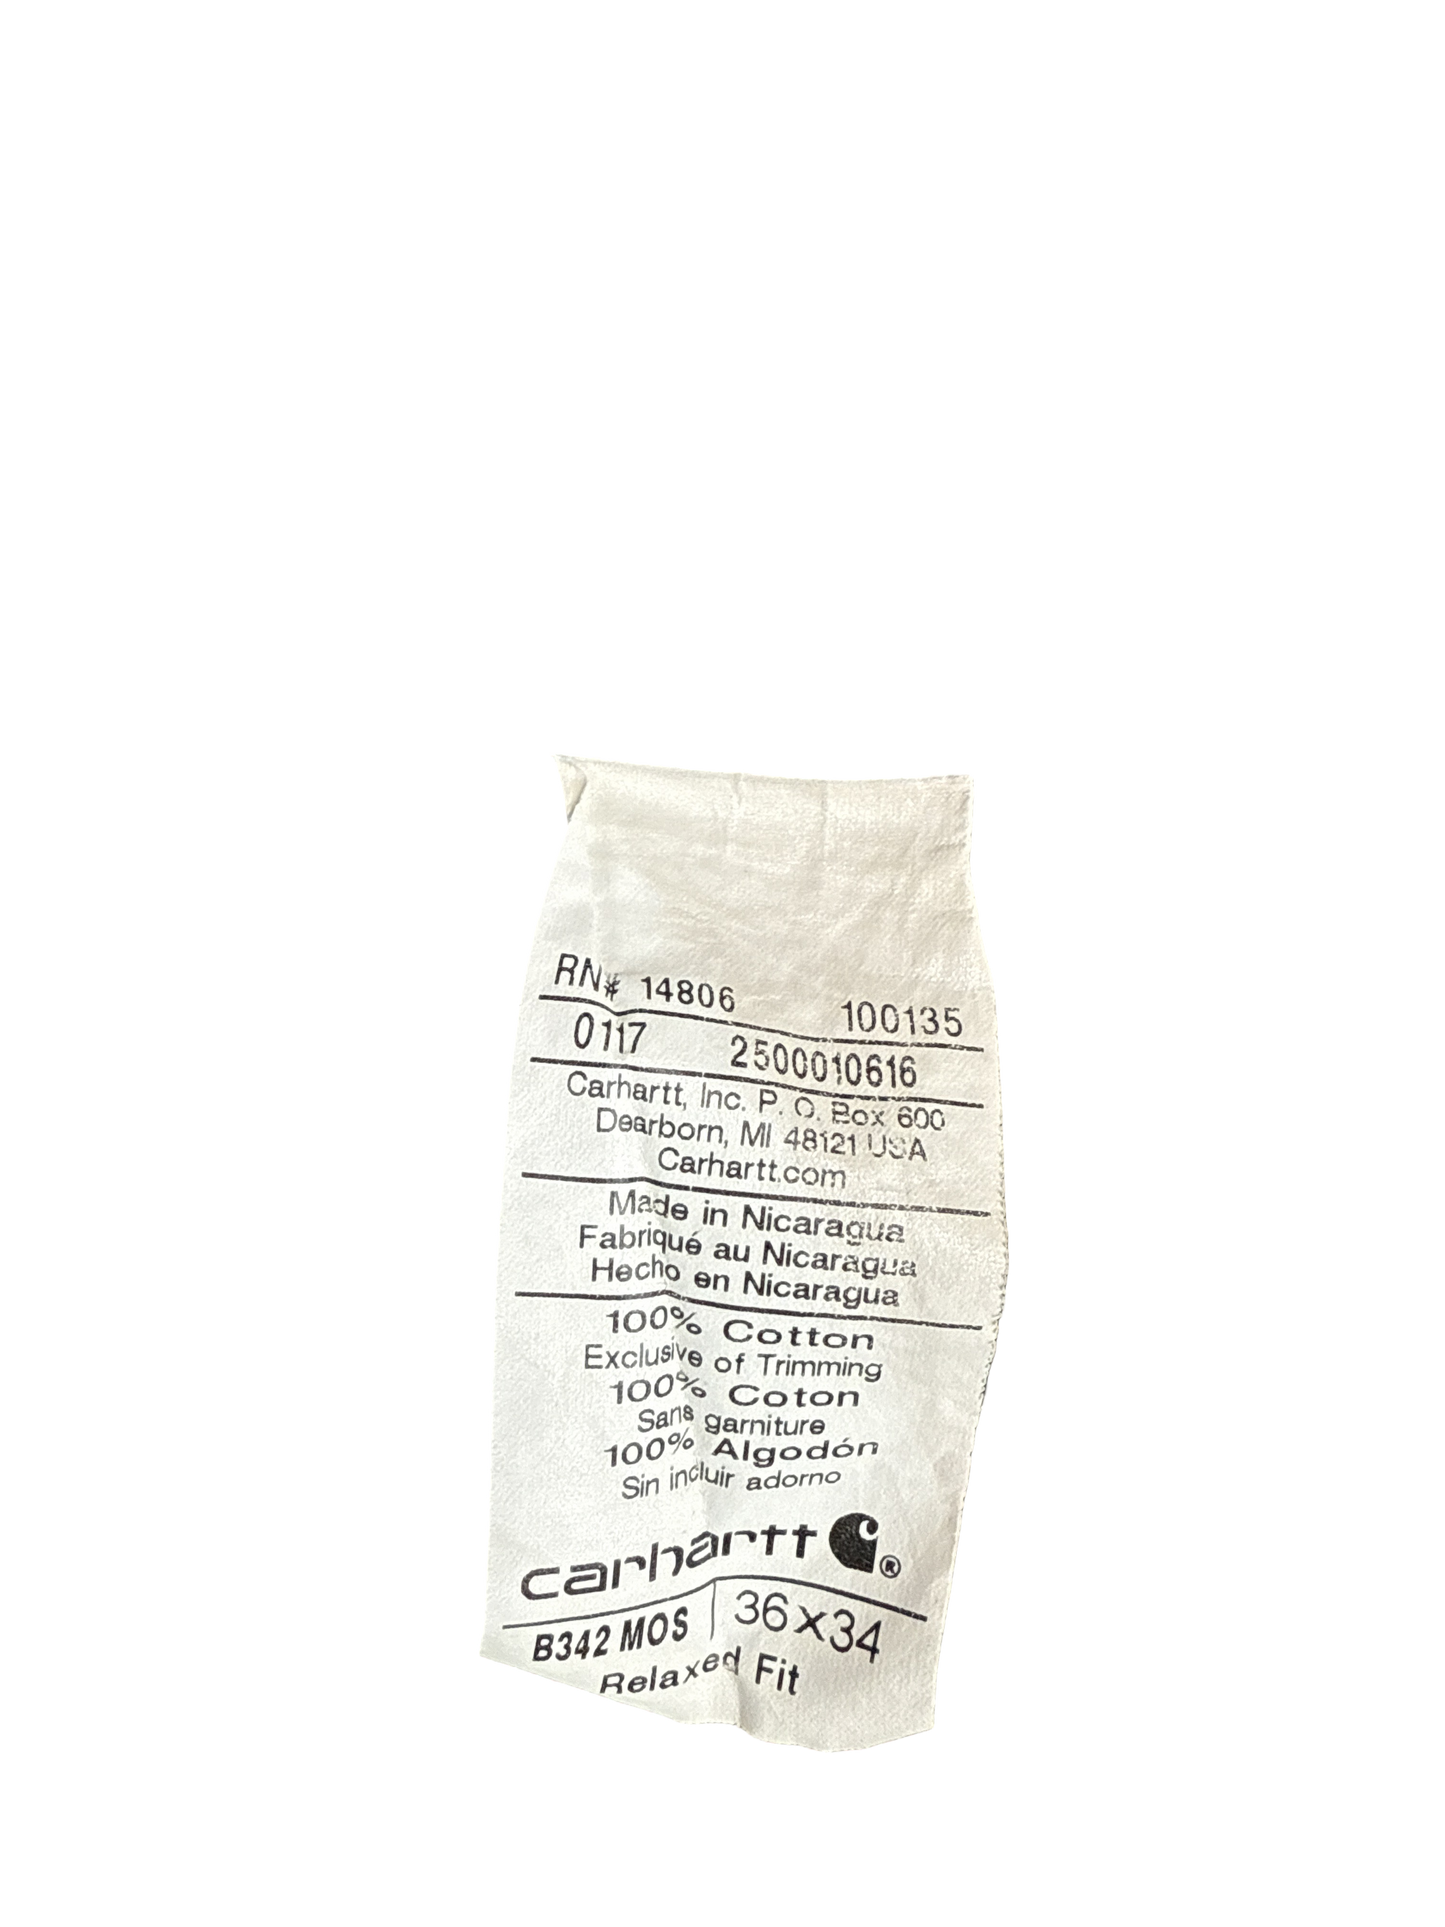 RN# 14806 100135
0117 2500010616
Carhartt, Inc. P. O. Box 600
Dearborn, MI 48121 USA
Carhartt.com
Made in Nicaragua
Fabriqué au Nicaragua
Hecho en Nicaragua
100% Cotton
Exclusive of Trimming
100% Coton
Sans garniture
100% Algodón
Sin incluir adorno
carhartt ®
B342 MOS 36x34
Relaxed Fit